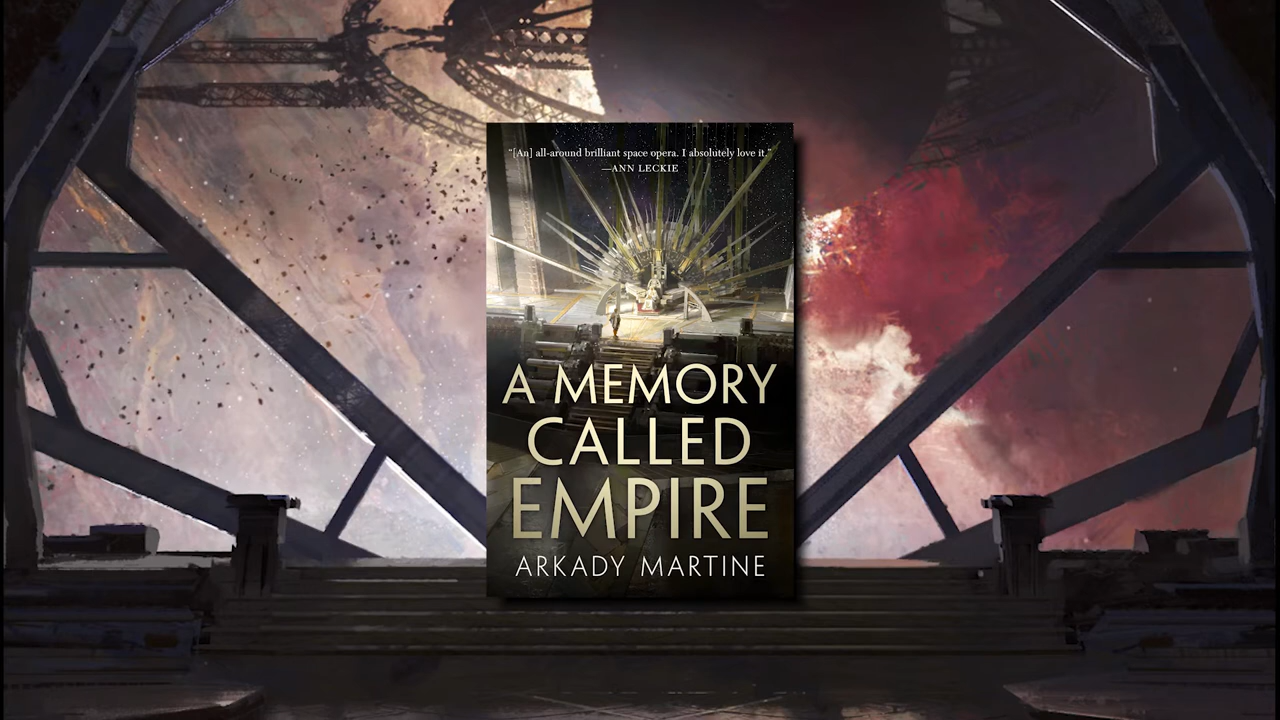 “[An] all-around brilliant space opera. I absolutely love it.”
—ANN LECKIE
A MEMORY
CALLED
EMPIRE
ARKADY MARTINE